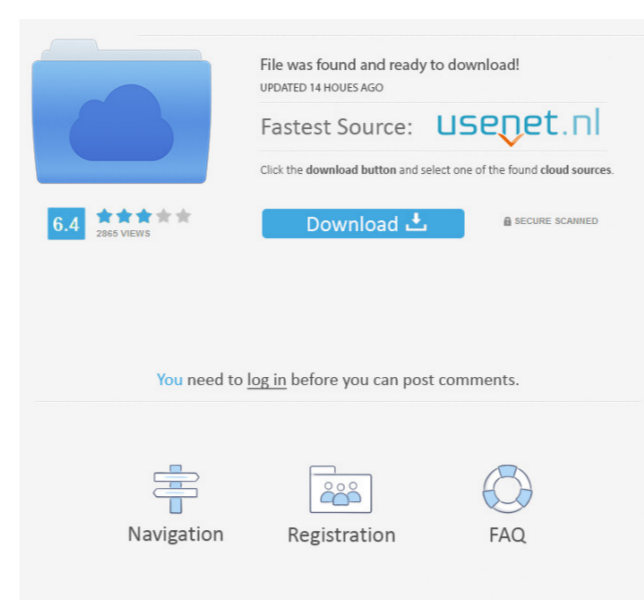 File was found and ready to download!
UPDATED 14 HOUES AGO
Fastest Source: usenet.nl
Click the download button and select one of the found cloud sources.
6.4
2865 VIEWS
Download
SECURE SCANNED
You need to log in before you can post comments.
Navigation
Registration
FAQ